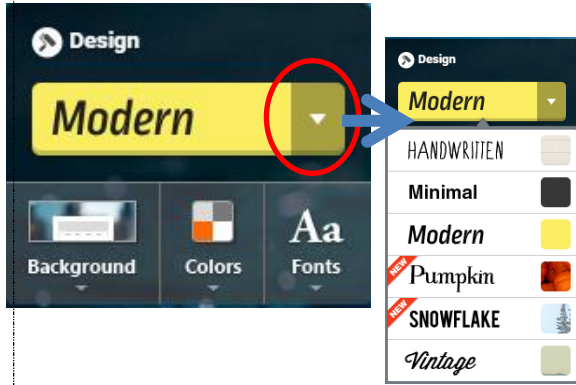 Design
Modern
Background
Colors
Aa
Fonts
Design
Modern
HANDWRITTEN
Minimal
Modern
NEW
Pumpkin
NEW
SNOWFLAKE
Vintage